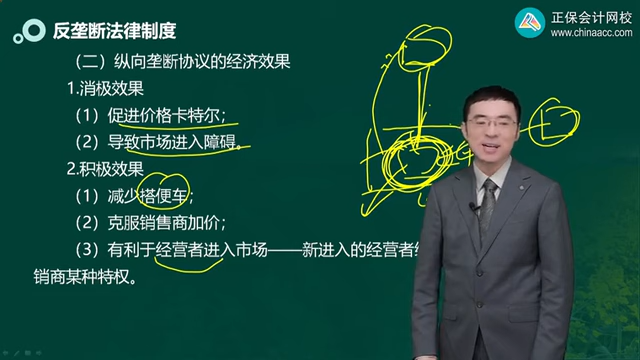 反垄断法律制度
正保会计网校
www.chinaacc.com
（二）纵向垄断协议的经济效果
1.消极效果
（1）促进价格卡特尔；
（2）导致市场进入障碍。
2.积极效果
（1）减少搭便车；
（2）克服销售商加价；
（3）有利于经营者进入市场——新进入的经营者
销商某种特权。